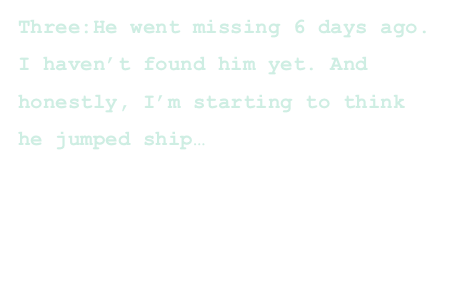 Three:He went missing 6 days ago.
I haven’t found him yet. And
honestly, I’m starting to think
he jumped ship…